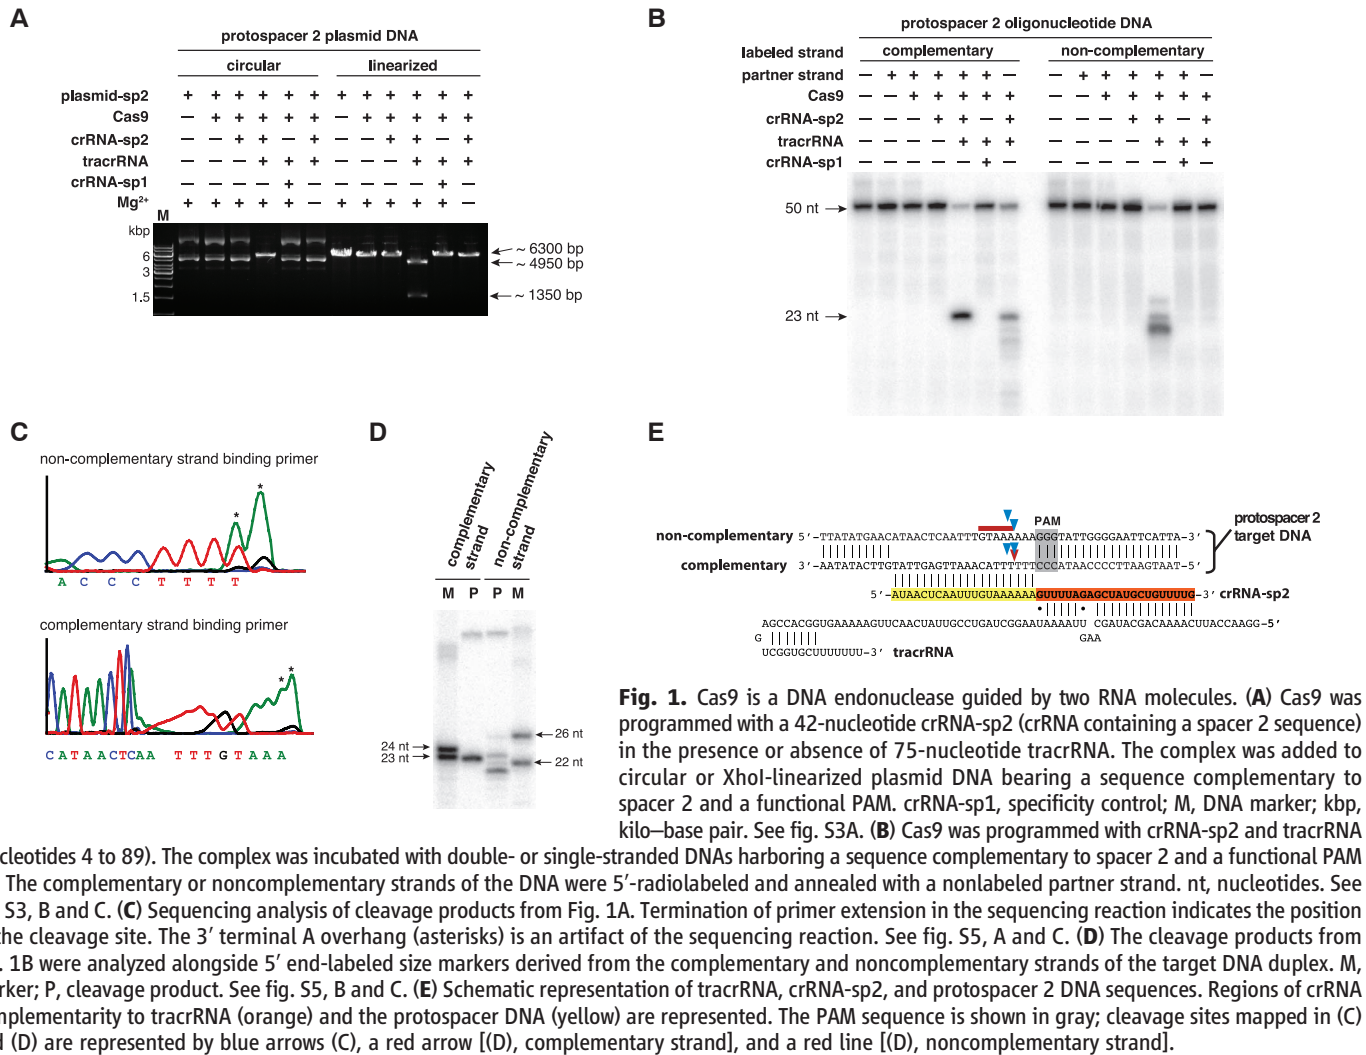 A
protospacer 2 plasmid DNA
circular linearized
plasmid-sp2 + + + + + + + + + + + +
Cas9 — + + + + + — + + + + +
crRNA-sp2 — — + + — + — — + + — +
tracrRNA — — — + + + — — — + + +
crRNA-sp1 — — — — + — — — — — + —
Mg2+ + + + + + — + + + + + —
M
kbp
6
3
1.5
~ 6300 bp
~ 4950 bp
~ 1350 bp
B
protospacer 2 oligonucleotide DNA
labeled strand complementary non-complementary
partner strand — + + + + + — — + + + + + —
Cas9 — — + + + + + — — + + + + +
crRNA-sp2 — — — + + — + — — — + + — +
tracrRNA — — — — + + + — — — — + + +
crRNA-sp1 — — — — — + — — — — — — + —
50 nt
23 nt
C
non-complementary strand binding primer
* *
A C C C T T T T
complementary strand binding primer
* *
C A T A A C T C A A T T T G T A A A
D
complementary strand
non-complementary strand
M P P M
24 nt
23 nt
26 nt
22 nt
E
PAM
non-complementary 5'-TTATATGAACATAACTCAATTTGTAAAAAAGGGTATTGGGGAATTCATTA-3'
complementary 3'-AATATACTTGTATTGAGTTAAACATTTTTTCCCATAACCCCTTAAGTAAT-5'
protospacer 2
target DNA
5'-AUAACUCAAUUUGUAAAAAAGUUUUAGAGCUAUGCUGUUUUG-3' crRNA-sp2
AGCCACGGUGAAAAAGUUCAACUAUUGCCUGAUCGGAAUAAAAUU CGAUACGACAAAACUUACCAAGG-5'
G GAA
UCGGUGCUUUUUUU-3' tracrRNA
Fig. 1. Cas9 is a DNA endonuclease guided by two RNA molecules. (A) Cas9 was
programmed with a 42-nucleotide crRNA-sp2 (crRNA containing a spacer 2 sequence)
in the presence or absence of 75-nucleotide tracrRNA. The complex was added to
circular or XhoI-linearized plasmid DNA bearing a sequence complementary to
spacer 2 and a functional PAM. crRNA-sp1, specificity control; M, DNA marker; kbp,
kilo–base pair. See fig. S3A. (B) Cas9 was programmed with crRNA-sp2 and tracrRNA
cleotides 4 to 89). The complex was incubated with double- or single-stranded DNAs harboring a sequence complementary to spacer 2 and a functional PAM
The complementary or noncomplementary strands of the DNA were 5′-radiolabeled and annealed with a nonlabeled partner strand. nt, nucleotides. See
S3, B and C. (C) Sequencing analysis of cleavage products from Fig. 1A. Termination of primer extension in the sequencing reaction indicates the position
the cleavage site. The 3′ terminal A overhang (asterisks) is an artifact of the sequencing reaction. See fig. S5, A and C. (D) The cleavage products from
. 1B were analyzed alongside 5′ end-labeled size markers derived from the complementary and noncomplementary strands of the target DNA duplex. M,
rker; P, cleavage product. See fig. S5, B and C. (E) Schematic representation of tracrRNA, crRNA-sp2, and protospacer 2 DNA sequences. Regions of crRNA
mplementarity to tracrRNA (orange) and the protospacer DNA (yellow) are represented. The PAM sequence is shown in gray; cleavage sites mapped in (C)
d (D) are represented by blue arrows (C), a red arrow [(D), complementary strand], and a red line [(D), noncomplementary strand].